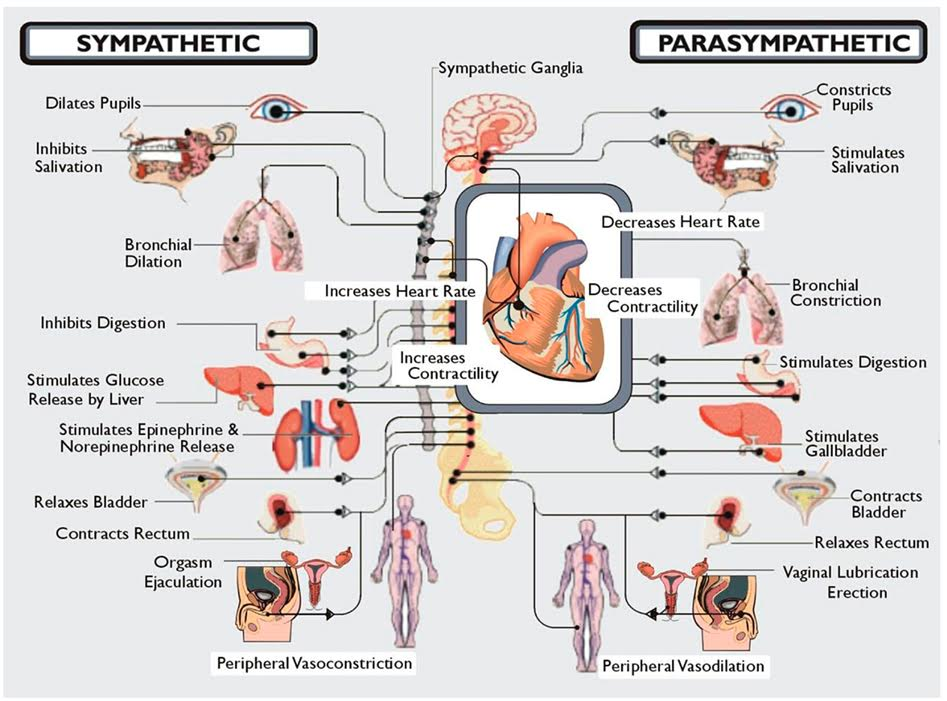 SYMPATHETIC
PARASYMPATHETIC
Sympathetic Ganglia
Dilates Pupils
Constricts
Pupils
Inhibits
Salivation
Stimulates
Salivation
Bronchial
Dilation
Decreases Heart Rate
Increases Heart Rate
Decreases
Contractility
Bronchial
Constriction
Inhibits Digestion
Increases
Contractility
Stimulates Digestion
Stimulates Glucose
Release by Liver
Stimulates Epinephrine &
Norepinephrine Release
Stimulates
Gallbladder
Relaxes Bladder
Contracts
Bladder
Contracts Rectum
Relaxes Rectum
Orgasm
Ejaculation
Vaginal Lubrication
Erection
Peripheral Vasoconstriction
Peripheral Vasodilation